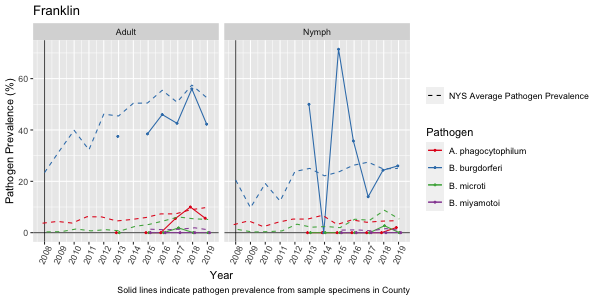 Franklin
Adult
Nymph
Pathogen Prevalence (%)
60
40
20
0
2008 2009 2010 2011 2012 2013 2014 2015 2016 2017 2018 2019
2008 2009 2010 2011 2012 2013 2014 2015 2016 2017 2018 2019
Year
Solid lines indicate pathogen prevalence from sample specimens in County
NYS Average Pathogen Prevalence
Pathogen
A. phagocytophilum
B. burgdorferi
B. microti
B. miyamotoi